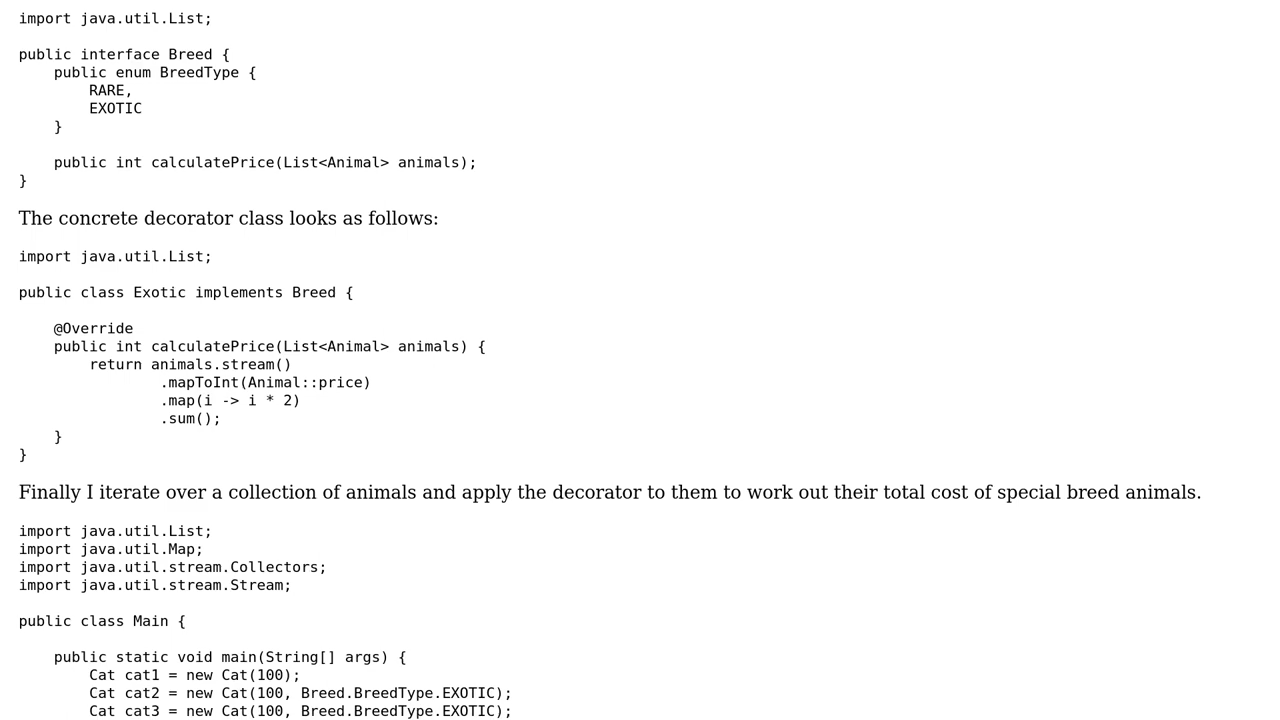 import java.util.List;

public interface Breed {
    public enum BreedType {
        RARE,
        EXOTIC
    }

    public int calculatePrice(List<Animal> animals);
}
The concrete decorator class looks as follows:
import java.util.List;

public class Exotic implements Breed {

    @Override
    public int calculatePrice(List<Animal> animals) {
        return animals.stream()
                .mapToInt(Animal::price)
                .map(i -> i * 2)
                .sum();
    }
}
Finally I iterate over a collection of animals and apply the decorator to them to work out their total cost of special breed animals.
import java.util.List;
import java.util.Map;
import java.util.stream.Collectors;
import java.util.stream.Stream;

public class Main {

    public static void main(String[] args) {
        Cat cat1 = new Cat(100);
        Cat cat2 = new Cat(100, Breed.BreedType.EXOTIC);
        Cat cat3 = new Cat(100, Breed.BreedType.EXOTIC);